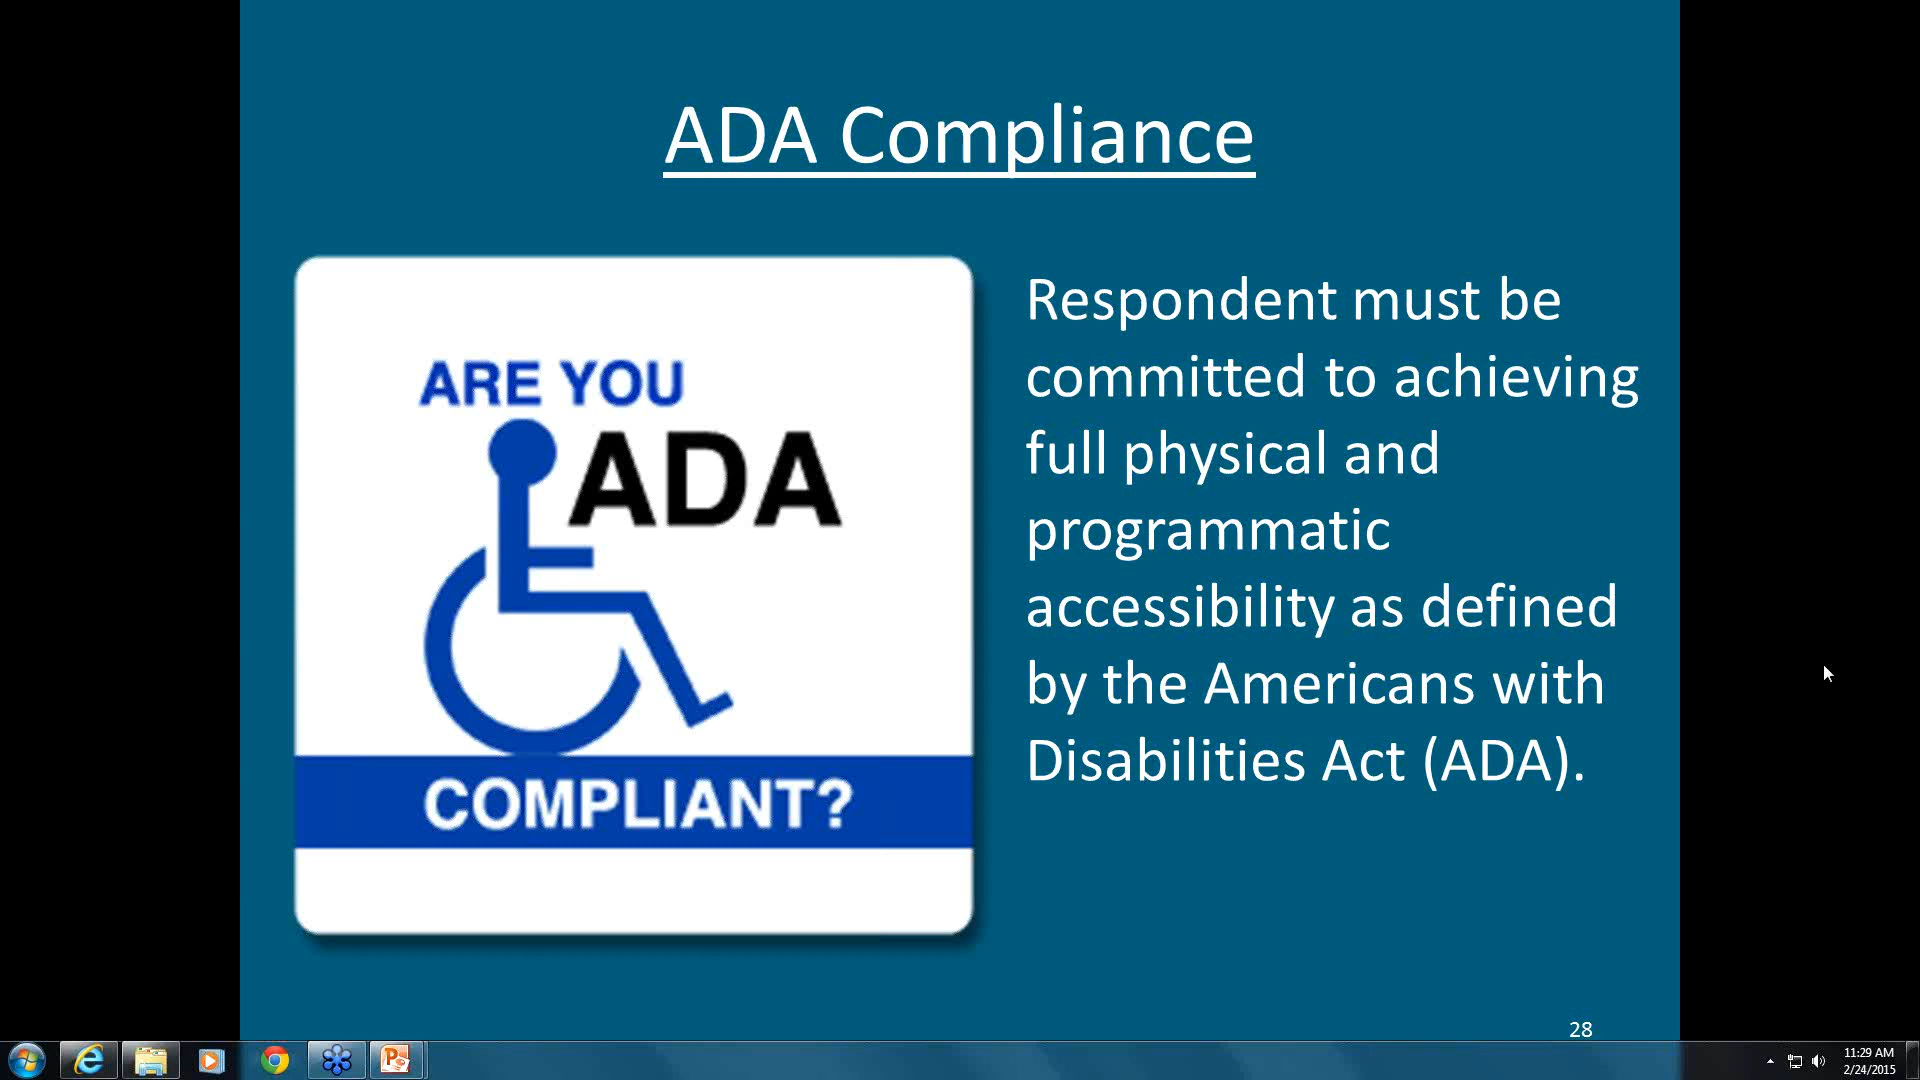 ADA Compliance
ARE YOU
ADA
COMPLIANT?
Respondent must be
committed to achieving
full physical and
programmatic
accessibility as defined
by the Americans with
Disabilities Act (ADA).
28
11:29 AM
2/24/2015